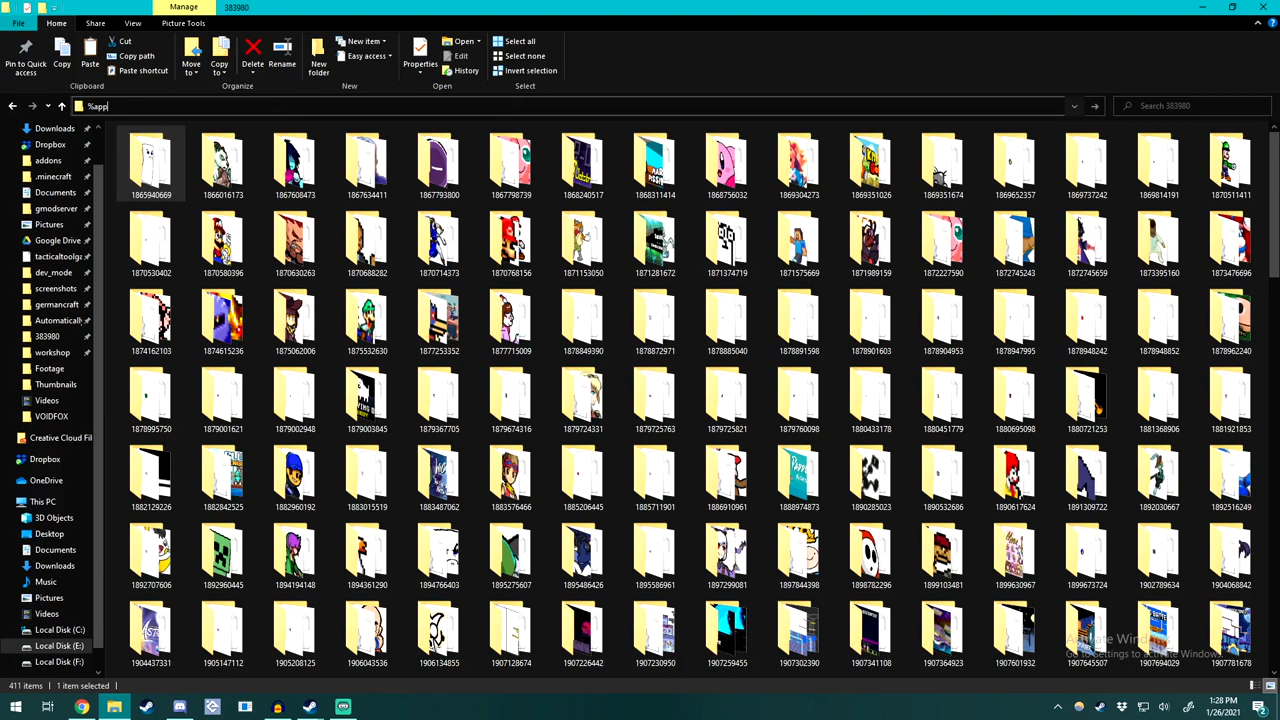 Manage
383980
File
Home
Share
View
Picture Tools
Pin to Quick access
Copy
Paste
Cut
Copy path
Paste shortcut
Clipboard
Move to
Copy to
Delete
Rename
Organize
New folder
New item
Easy access
New
Properties
Open
Edit
History
Open
Select all
Select none
Invert selection
Select
%app
Search 383980
Downloads
Dropbox
addons
.minecraft
Documents
gmodserver
Pictures
Google Drive
tacticaltoolga
dev_mode
screenshots
germancraft
Automatically
383980
workshop
Footage
Thumbnails
Videos
VOIDFOX
Creative Cloud Fil
Dropbox
OneDrive
This PC
3D Objects
Desktop
Documents
Downloads
Music
Pictures
Videos
Local Disk (C:)
Local Disk (E:)
Local Disk (F:)
1865940669 1866016173 1867608473 1867634411 1867793800 1867798739 1868240517 1868311414 1868756032 1869304273 1869351026 1869351674 1869652357 1869737242 1869814191 1870511411
1870530402 1870580396 1870630263 1870688282 1870714373 1870768156 1871153050 1871281672 1871374719 1871575669 1871989159 1872227590 1872745243 1872745659 1873395160 1873476696
1874162103 1874615236 1875062006 1875532630 1877253352 1877715009 1878849390 1878872971 1878885040 1878891598 1878901603 1878904953 1878947995 1878948242 1878948852 1878962240
1878995750 1879001621 1879002948 1879003845 1879367705 1879674316 1879724331 1879725763 1879725821 1879760098 1880433178 1880451779 1880695098 1880721253 1881368906 1881921853
1882129226 1882842525 1882960192 1883015519 1883487062 1883576466 1885206445 1885711901 1886910961 1888974873 1890285023 1890532686 1890617624 1891309722 1892030667 1892516249
1892707606 1892964445 1894194148 1894361290 1894766403 1895275607 1895486426 1895586961 1897299081 1897844398 1898782296 1899103481 1899630967 1899673724 1902789634 1904068842
1904437331 1905147112 1905208125 1906043536 1906134855 1907128674 1907226442 1907230950 1907259455 1907341108 1907364923 1907601932 1907645507 1907694029 1907781678
Activate Windows
Go to Settings to activate Windows.
411 items
1 item selected
1:28 PM
1/26/2021
2